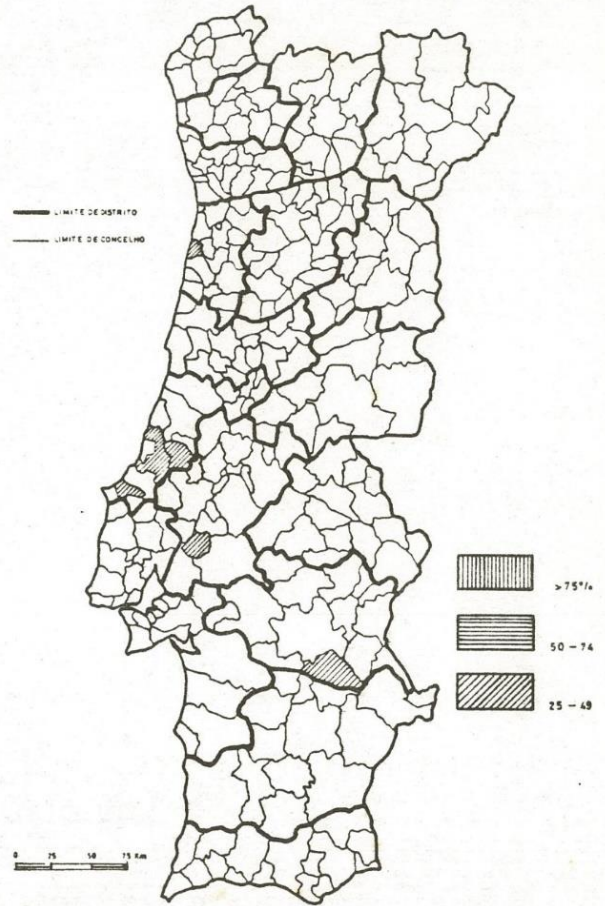 LIMITE DE DISTRITO
LIMITE DE CONCELHO
>75%
50-74
25-49
0 25 50 75 Km